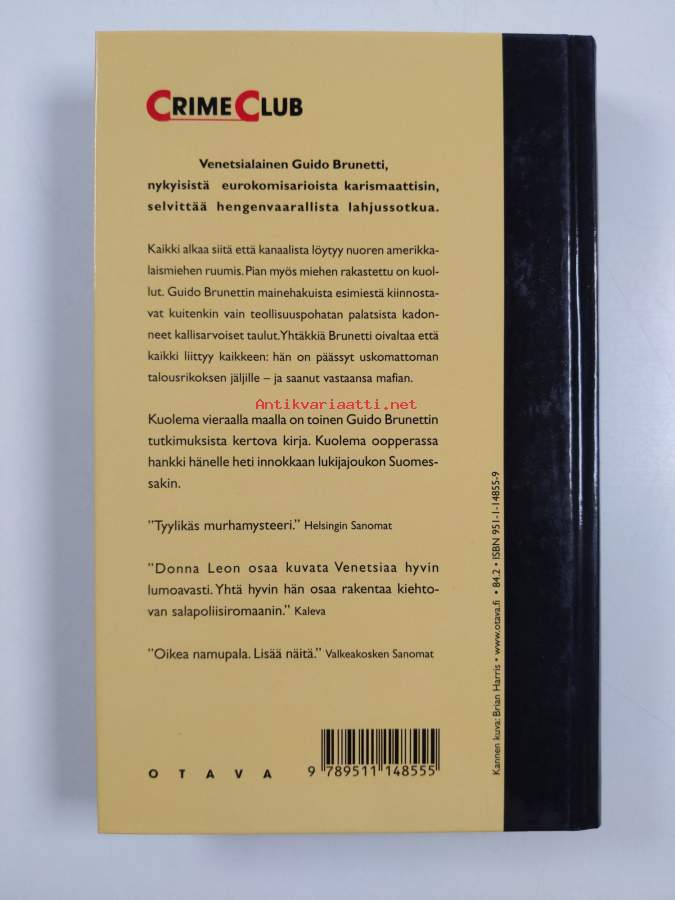 CRIME CLUB
Venetsialainen Guido Brunetti,
nykyisistä eurokomisarioista karismaattisin,
selvittää hengenvaarallista lahjussotkua.
Kaikki alkaa siitä että kanaalista löytyy nuoren amerikka-
laismiehen ruumis. Pian myös miehen rakastettu on kuol-
lut. Guido Brunettin mainehakuista esimiestä kiinnosta-
vat kuitenkin vain teollisuuspohatan palatsista kadon-
neet kallisarvoiset taulut. Yhtäkkiä Brunetti oivaltaa että
kaikki liittyy kaikkeen: hän on päässyt uskomattoman
talousrikoksen jäljille – ja saanut vastaansa mafian.
Antikvariaatti.net
Kuolema vieraalla maalla on toinen Guido Brunettin
tutkimuksista kertova kirja. Kuolema oopperassa
hankki hänelle heti innokkaan lukijajoukon Suomes-
sakin.
"Tyylikäs murhamysteeri." Helsingin Sanomat
"Donna Leon osaa kuvata Venetsiaa hyvin
lumoavasti. Yhtä hyvin hän osaa rakentaa kiehto-
van salapoliisiromaanin." Kaleva
"Oikea namupala. Lisää näitä." Valkeakosken Sanomat
OTAVA
9 789511 148555
Kannen kuva: Brian Harris • www.otava.fi • 84.2 • ISBN 951-1-14855-9